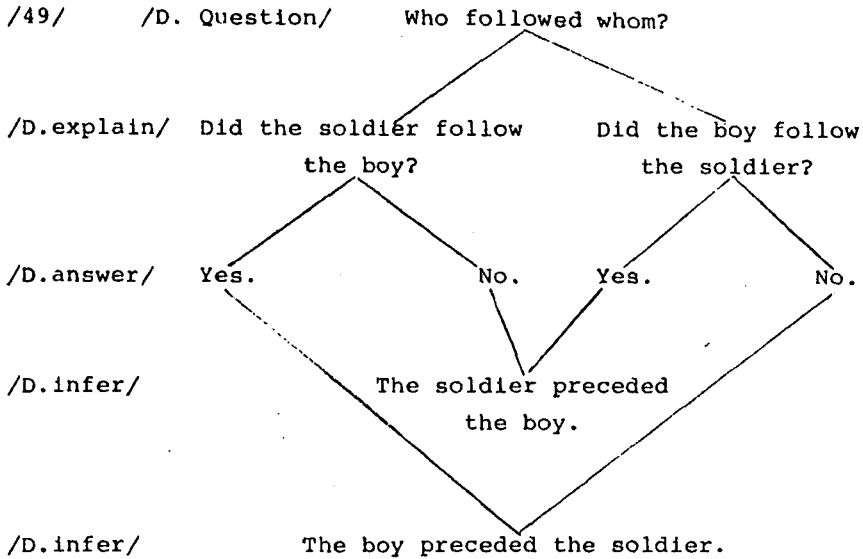 /49/ /D. Question/ Who followed whom?
/D.explain/ Did the soldier follow Did the boy follow
the boy? the soldier?
/D.answer/ Yes. No. Yes. No.
/D.infer/ The soldier preceded
the boy.
/D.infer/ The boy preceded the soldier.